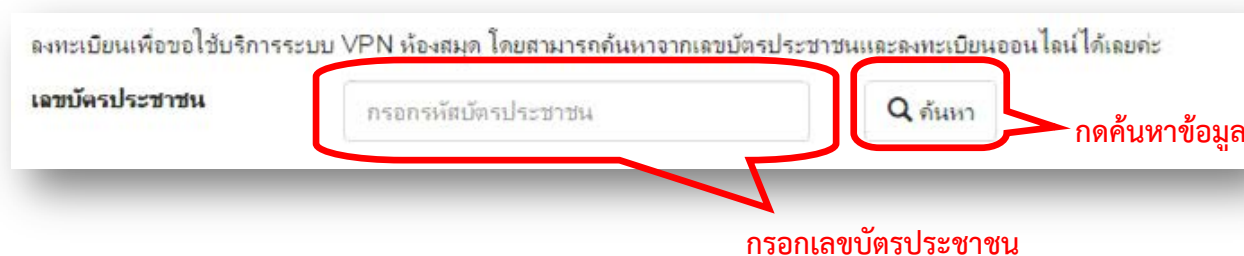 ลงทะเบียนเพื่อขอใช้บริการระบบ VPN ห้องสมุด โดยสามารถค้นหาจากเลขบัตรประชาชนและลงทะเบียนออนไลน์ได้เลยค่ะ
เลขบัตรประชาชน กรอกรหัสบัตรประชาชน ค้นหา
กดค้นหาข้อมูล
กรอกเลขบัตรประชาชน